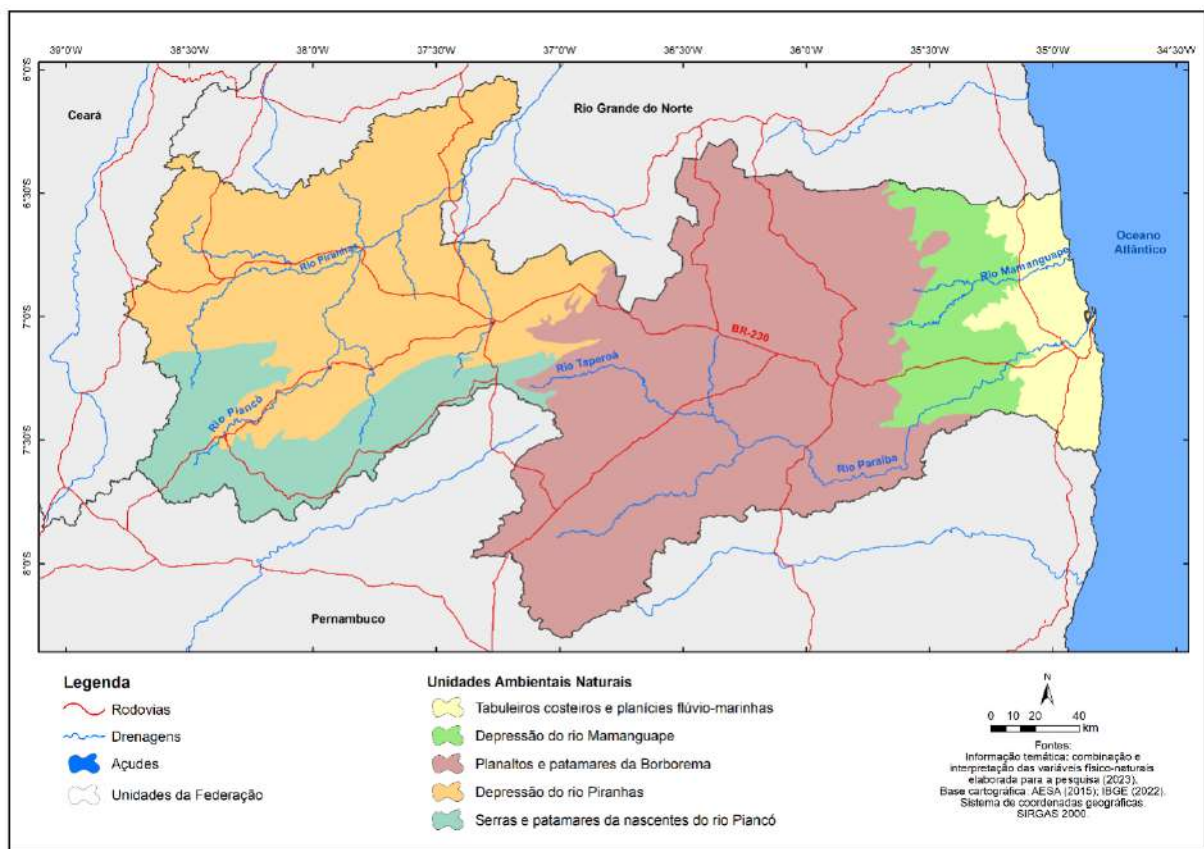 39°0'W 38°30'W 38°0'W 37°30'W 37°0'W 36°30'W 36°0'W 35°30'W 35°0'W 34°30'W
6°0'S
6°30'S
7°0'S
7°30'S
8°0'S
Ceará
Rio Grande do Norte
Oceano
Atlântico
Rio Piranhas
Rio Mamanguape
BR-230
Rio Taperoá
Rio Piancó
Rio Paraíba
Pernambuco
Legenda
Rodovias
Drenagens
Açudes
Unidades da Federação
Unidades Ambientais Naturais
Tabuleiros costeiros e planícies flúvio-marinhas
Depressão do rio Mamanguape
Planaltos e patamares da Borborema
Depressão do rio Piranhas
Serras e patamares da nascentes do rio Piancó
N
0 10 20 40
km
Fontes:
Informação temática: combinação e
interpretação das variáveis físico-naturais
elaborada para a pesquisa (2023).
Base cartográfica: AESA (2015); IBGE (2022).
Sistema de coordenadas geográficas.
SIRGAS 2000.